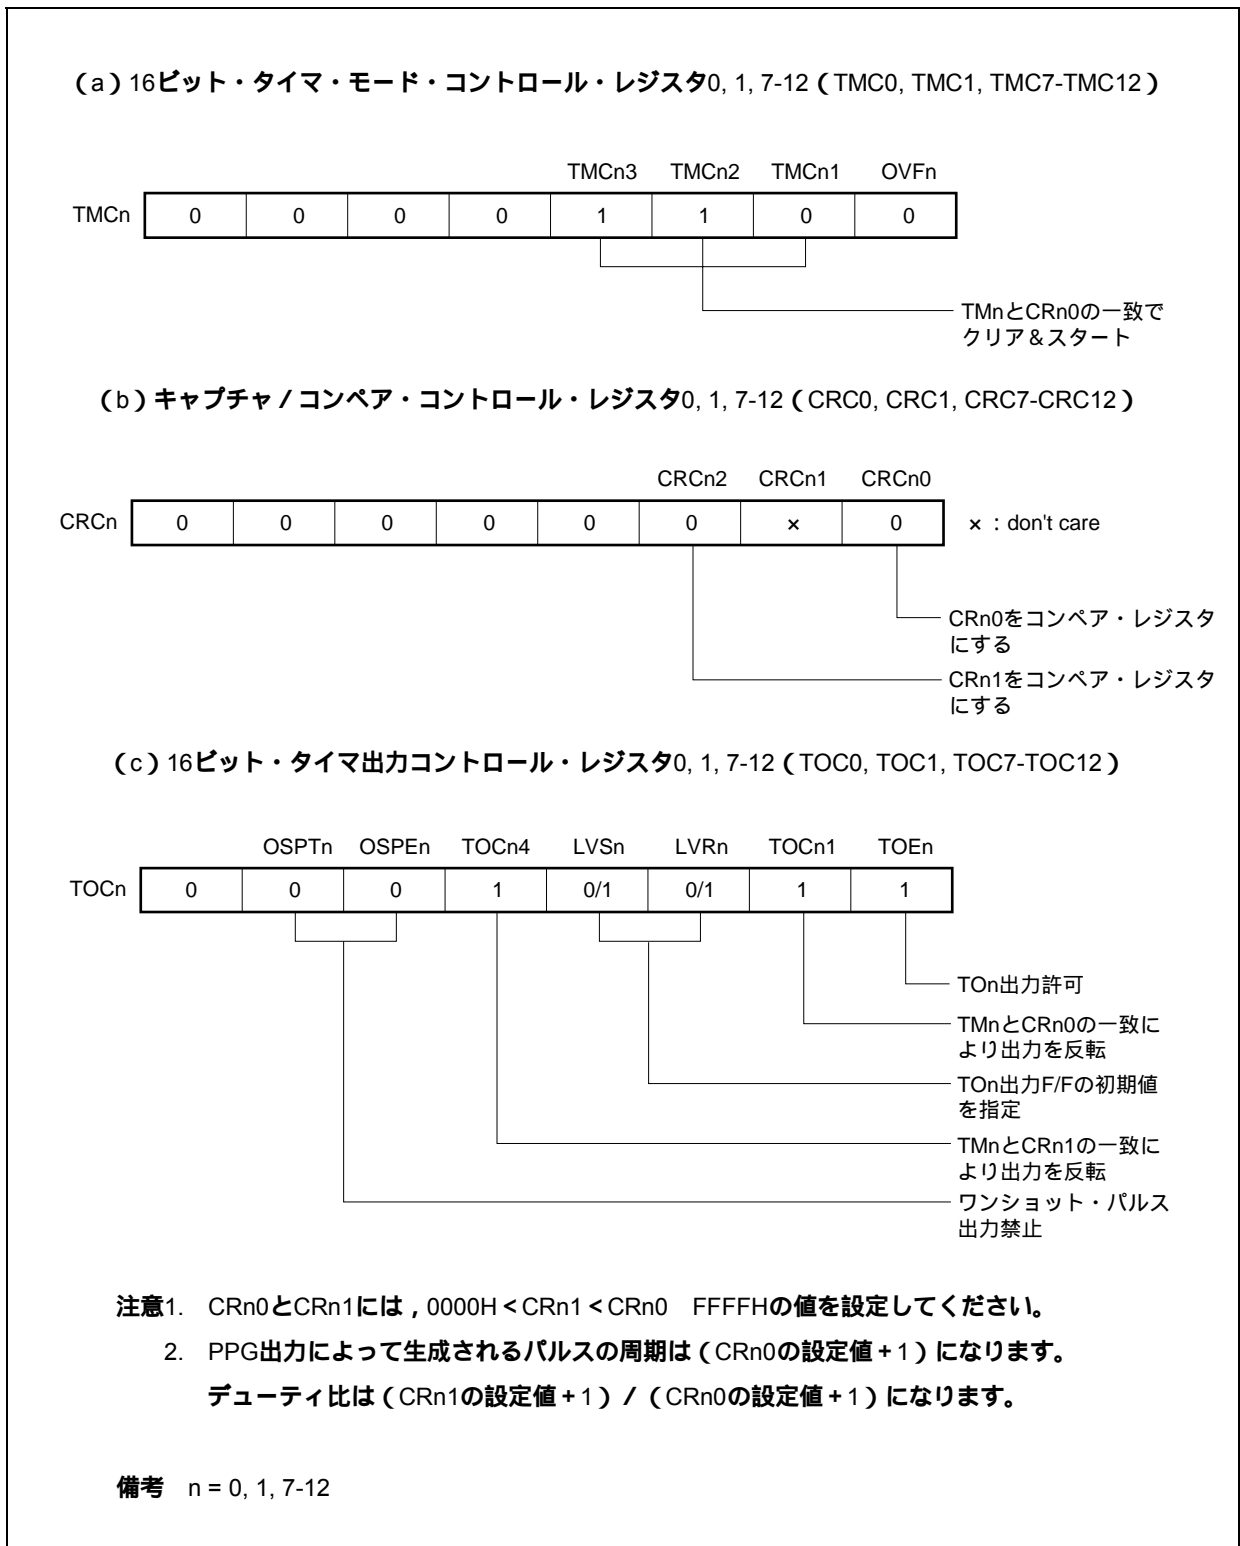 （a）16ビット・タイマ・モード・コントロール・レジスタ0, 1, 7-12（TMC0, TMC1, TMC7-TMC12）
TMCn3 TMCn2 TMCn1 OVFn
TMCn 0 0 0 0 1 1 0 0
TMnとCRn0の一致で
クリア＆スタート
（b）キャプチャ／コンペア・コントロール・レジスタ0, 1, 7-12（CRC0, CRC1, CRC7-CRC12）
CRCn2 CRCn1 CRCn0
CRCn 0 0 0 0 0 0 × 0 ×：don't care
CRn0をコンペア・レジスタ
にする
CRn1をコンペア・レジスタ
にする
（c）16ビット・タイマ出力コントロール・レジスタ0, 1, 7-12（TOC0, TOC1, TOC7-TOC12）
OSPTn OSPEn TOCn4 LVSn LVRn TOCn1 TOEn
TOCn 0 0 0 1 0/1 0/1 1 1
TOn出力許可
TMnとCRn0の一致に
より出力を反転
TOn出力F/Fの初期値
を指定
TMnとCRn1の一致に
より出力を反転
ワンショット・パルス
出力禁止
注意1. CRn0とCRn1には，0000H＜CRn1＜CRn0 FFFFHの値を設定してください。
2. PPG出力によって生成されるパルスの周期は（CRn0の設定値＋1）になります。
デューティ比は（CRn1の設定値＋1）／（CRn0の設定値＋1）になります。
備考 n = 0, 1, 7-12